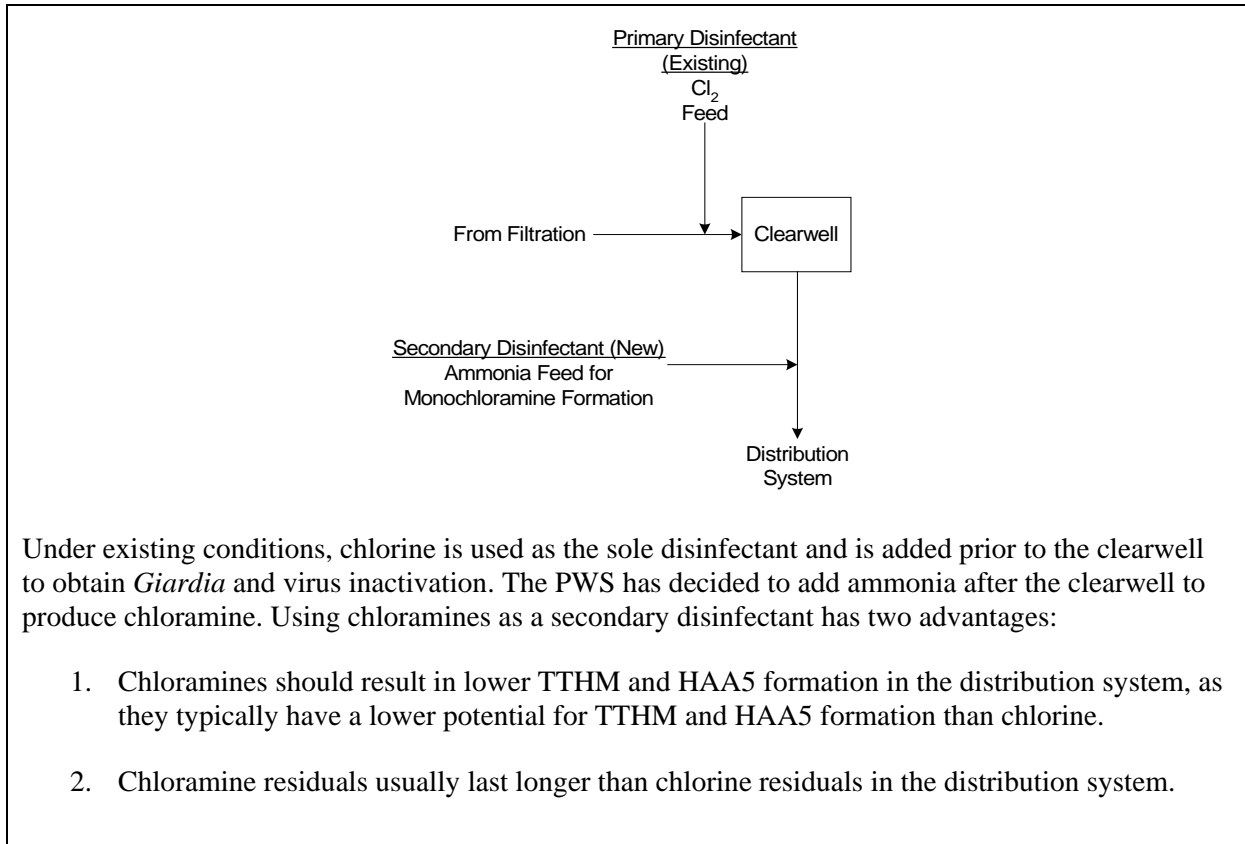 Primary Disinfectant
(Existing)
Cl2
Feed
From Filtration
Clearwell
Secondary Disinfectant (New)
Ammonia Feed for
Monochloramine Formation
Distribution
System
Under existing conditions, chlorine is used as the sole disinfectant and is added prior to the clearwell
to obtain Giardia and virus inactivation. The PWS has decided to add ammonia after the clearwell to
produce chloramine. Using chloramines as a secondary disinfectant has two advantages:
1. Chloramines should result in lower TTHM and HAA5 formation in the distribution system, as
they typically have a lower potential for TTHM and HAA5 formation than chlorine.
2. Chloramine residuals usually last longer than chlorine residuals in the distribution system.